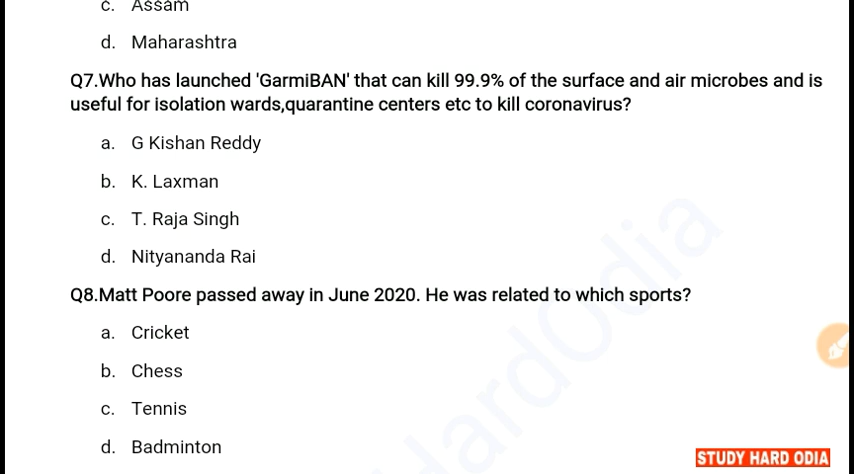 c. Assam
d. Maharashtra
Q7.Who has launched 'GarmiBAN' that can kill 99.9% of the surface and air microbes and is
useful for isolation wards,quarantine centers etc to kill coronavirus?
a. G Kishan Reddy
b. K. Laxman
c. T. Raja Singh
d. Nityananda Rai
Q8.Matt Poore passed away in June 2020. He was related to which sports?
a. Cricket
b. Chess
c. Tennis
d. Badminton
HardOdia
STUDY HARD ODIA